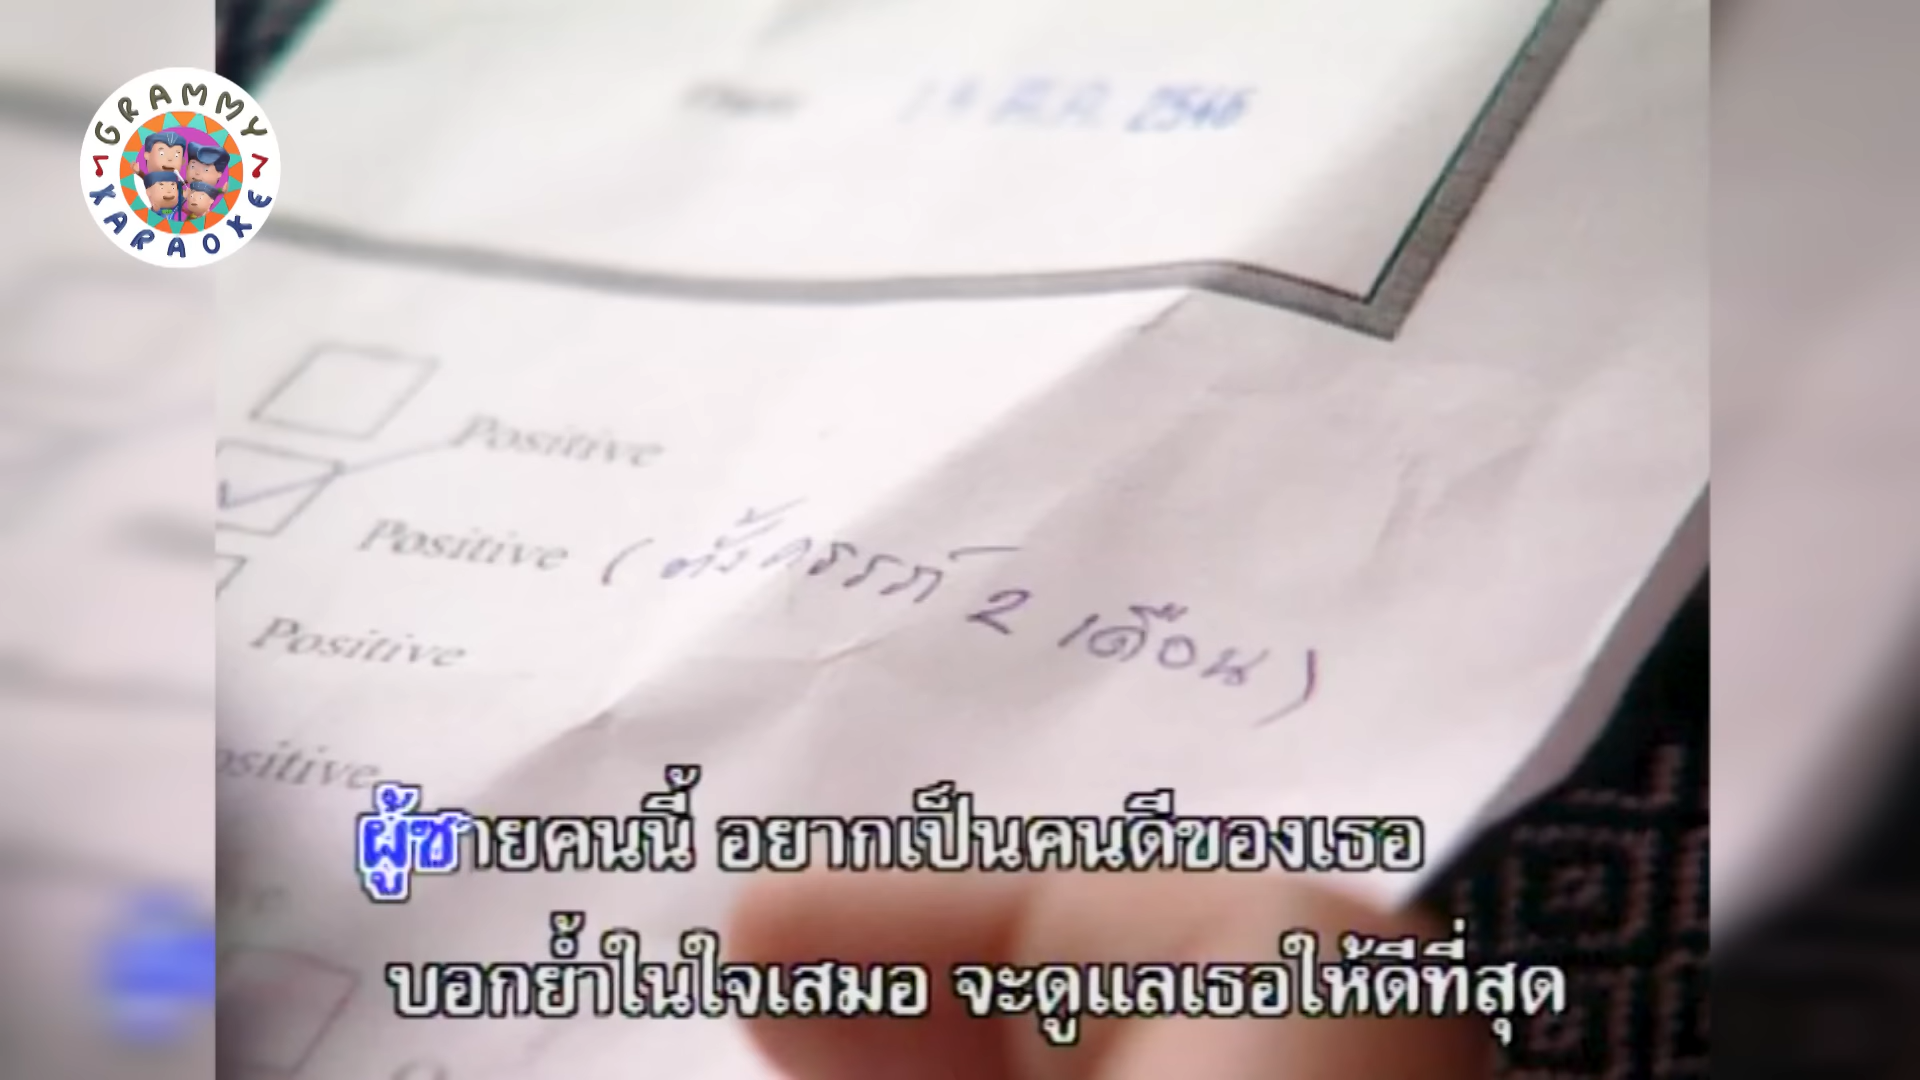 GRAMMY
KARAOKE
2546
Positive
Positive (ตั้งครรภ์ 2 เดือน)
Positive
ositive
ผู้ชายคนนี้ อยากเป็นคนดีของเธอ
บอกย้ำในใจเสมอ จะดูแลเธอให้ดีที่สุด